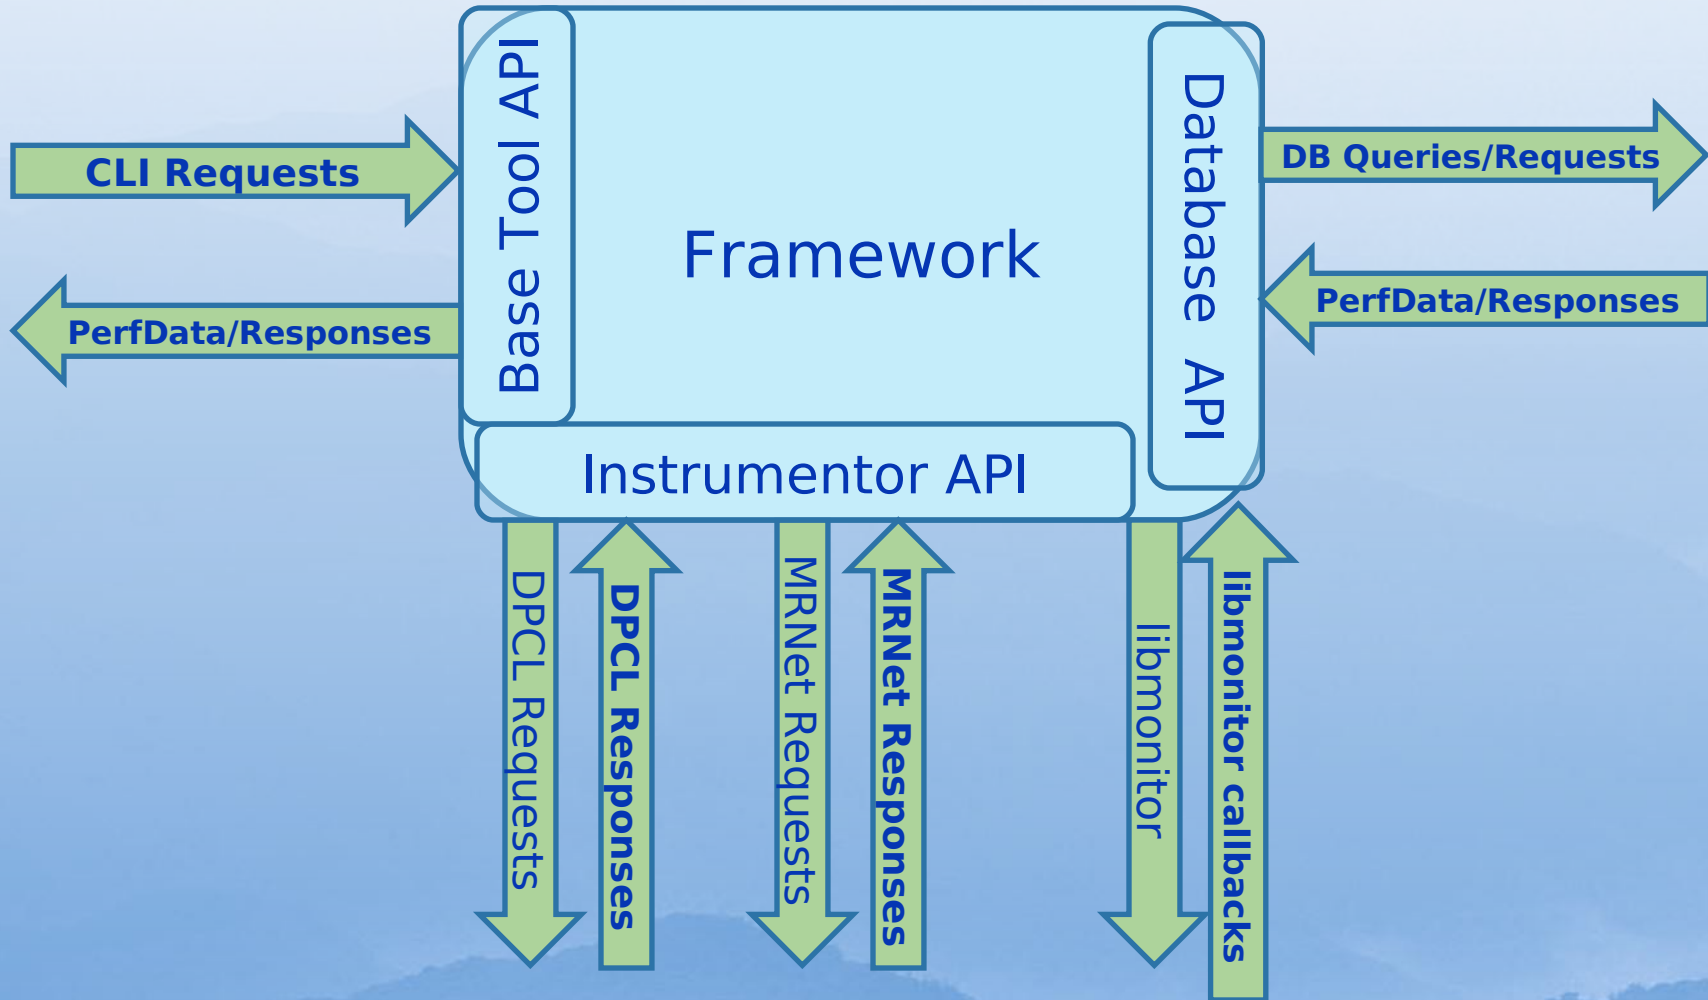 Base Tool API
Database API
CLI Requests
DB Queries/Requests
Framework
PerfData/Responses
PerfData/Responses
Instrumentor API
DPCL Requests
DPCL Responses
MRNet Requests
MRNet Responses
libmonitor
libmonitor callbacks